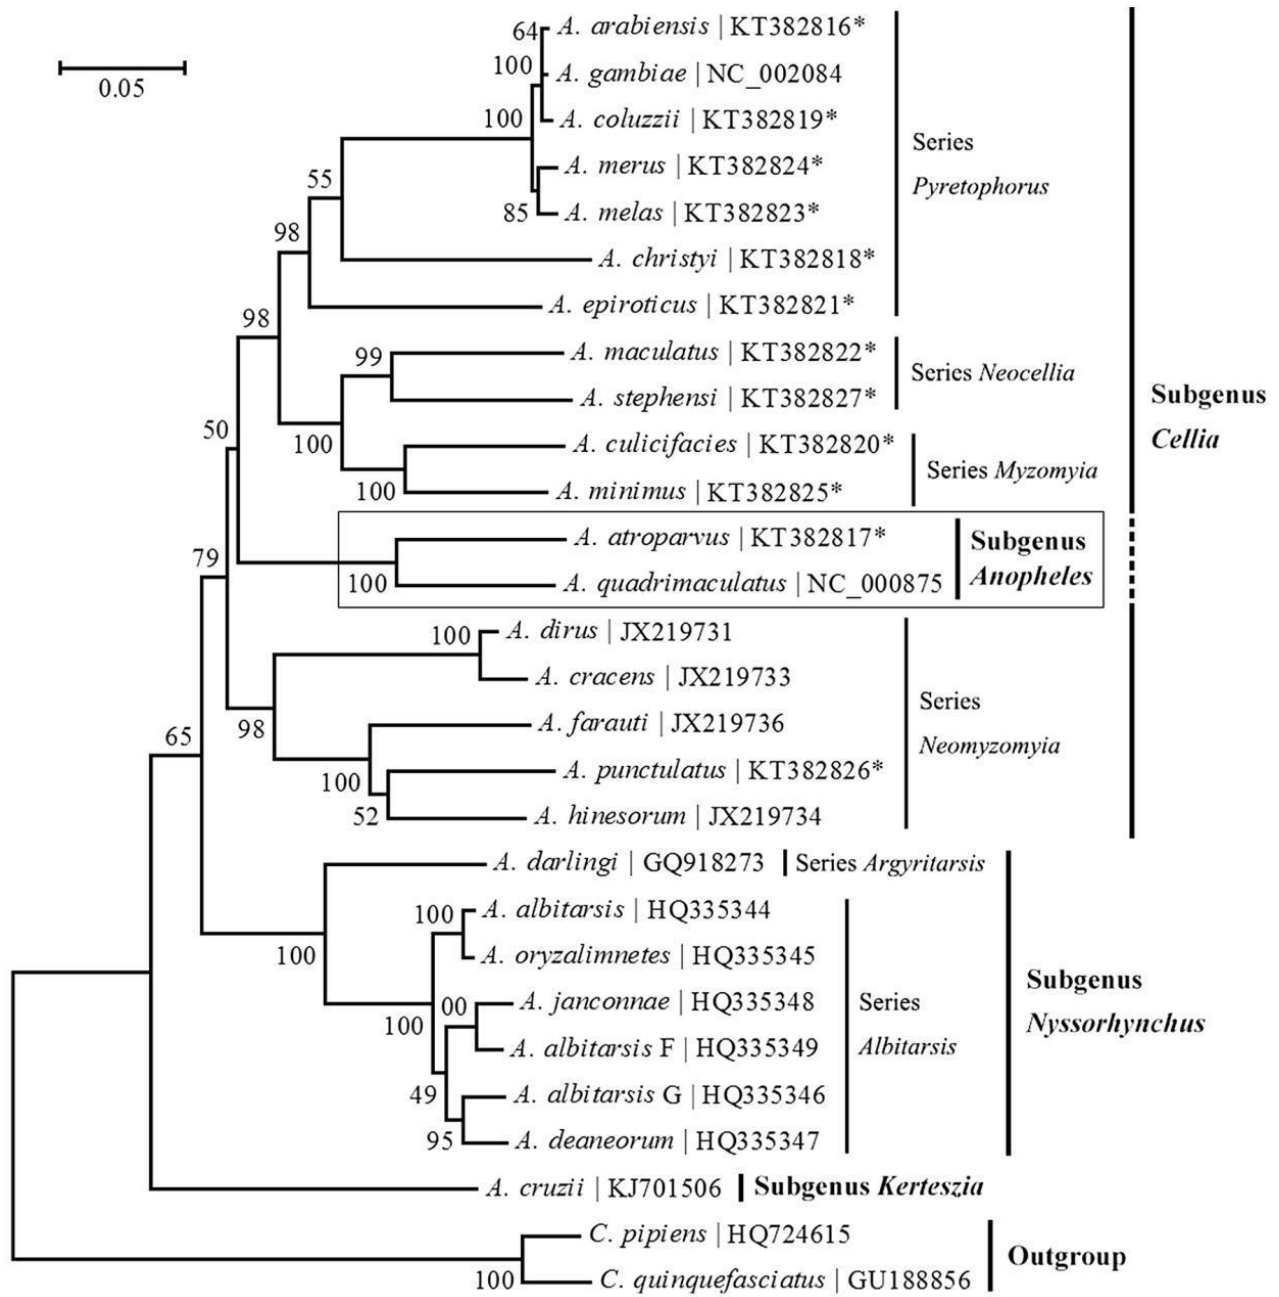 0.05
64
A. arabiensis | KT382816*
100
A. gambiae | NC_002084
100
A. coluzzii | KT382819*
A. merus | KT382824*
85
A. melas | KT382823*
Series
Pyretophorus
55
A. christyi | KT382818*
98
A. epiroticus | KT382821*
98
99
A. maculatus | KT382822*
A. stephensi | KT382827*
Series Neocellia
100
A. culicifacies | KT382820*
100
A. minimus | KT382825*
Series Myzomyia
Subgenus
Cellia
50
A. atroparvus | KT382817*
100
A. quadrimaculatus | NC_000875
Subgenus
Anopheles
79
100
A. dirus | JX219731
A. cracens | JX219733
98
A. farauti | JX219736
100
A. punctulatus | KT382826*
52
A. hinesorum | JX219734
Series
Neomyzomyia
65
A. darlingi | GQ918273
Series Argyritarsis
100
100
A. albitarsis | HQ335344
A. oryzalimnetes | HQ335345
100
00
A. janconnae | HQ335348
A. albitarsis F | HQ335349
49
A. albitarsis G | HQ335346
95
A. deaneorum | HQ335347
Series
Albitarsis
Subgenus
Nyssorhynchus
A. cruzii | KJ701506
Subgenus Kerteszia
C. pipiens | HQ724615
100
C. quinquefasciatus | GU188856
Outgroup